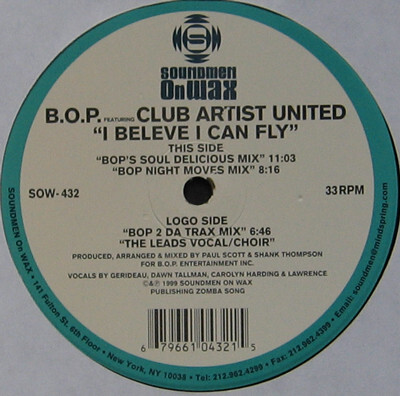 S
SOUNDMEN
On WAX
B.O.P. FEATURING CLUB ARTIST UNITED
"I BELEVE I CAN FLY"
THIS SIDE
"BOP'S SOUL DELICIOUS MIX" 11:03
"BOP NIGHT MOVES MIX" 8:16
SOW-432
33 RPM
LOGO SIDE
"BOP 2 DA TRAX MIX" 6:46
"THE LEADS VOCAL/CHOIR"
PRODUCED, ARRANGED & MIXED BY PAUL SCOTT & SHANK THOMPSON
FOR B.O.P. ENTERTAINMENT INC.
VOCALS BY GERIDEAU, DAWN TALLMAN, CAROLYN HARDING & LAWRENCE
©&℗ 1999 SOUNDMEN ON WAX
PUBLISHING ZOMBA SONG
6 79661 04321 5
SOUNDMEN On WAX • 141 Fulton St. 6th Floor • New York, NY 10038 • Tel: 212.962.4299 • Fax: 212.962.4399 • Email: soundmen@mindspring.com